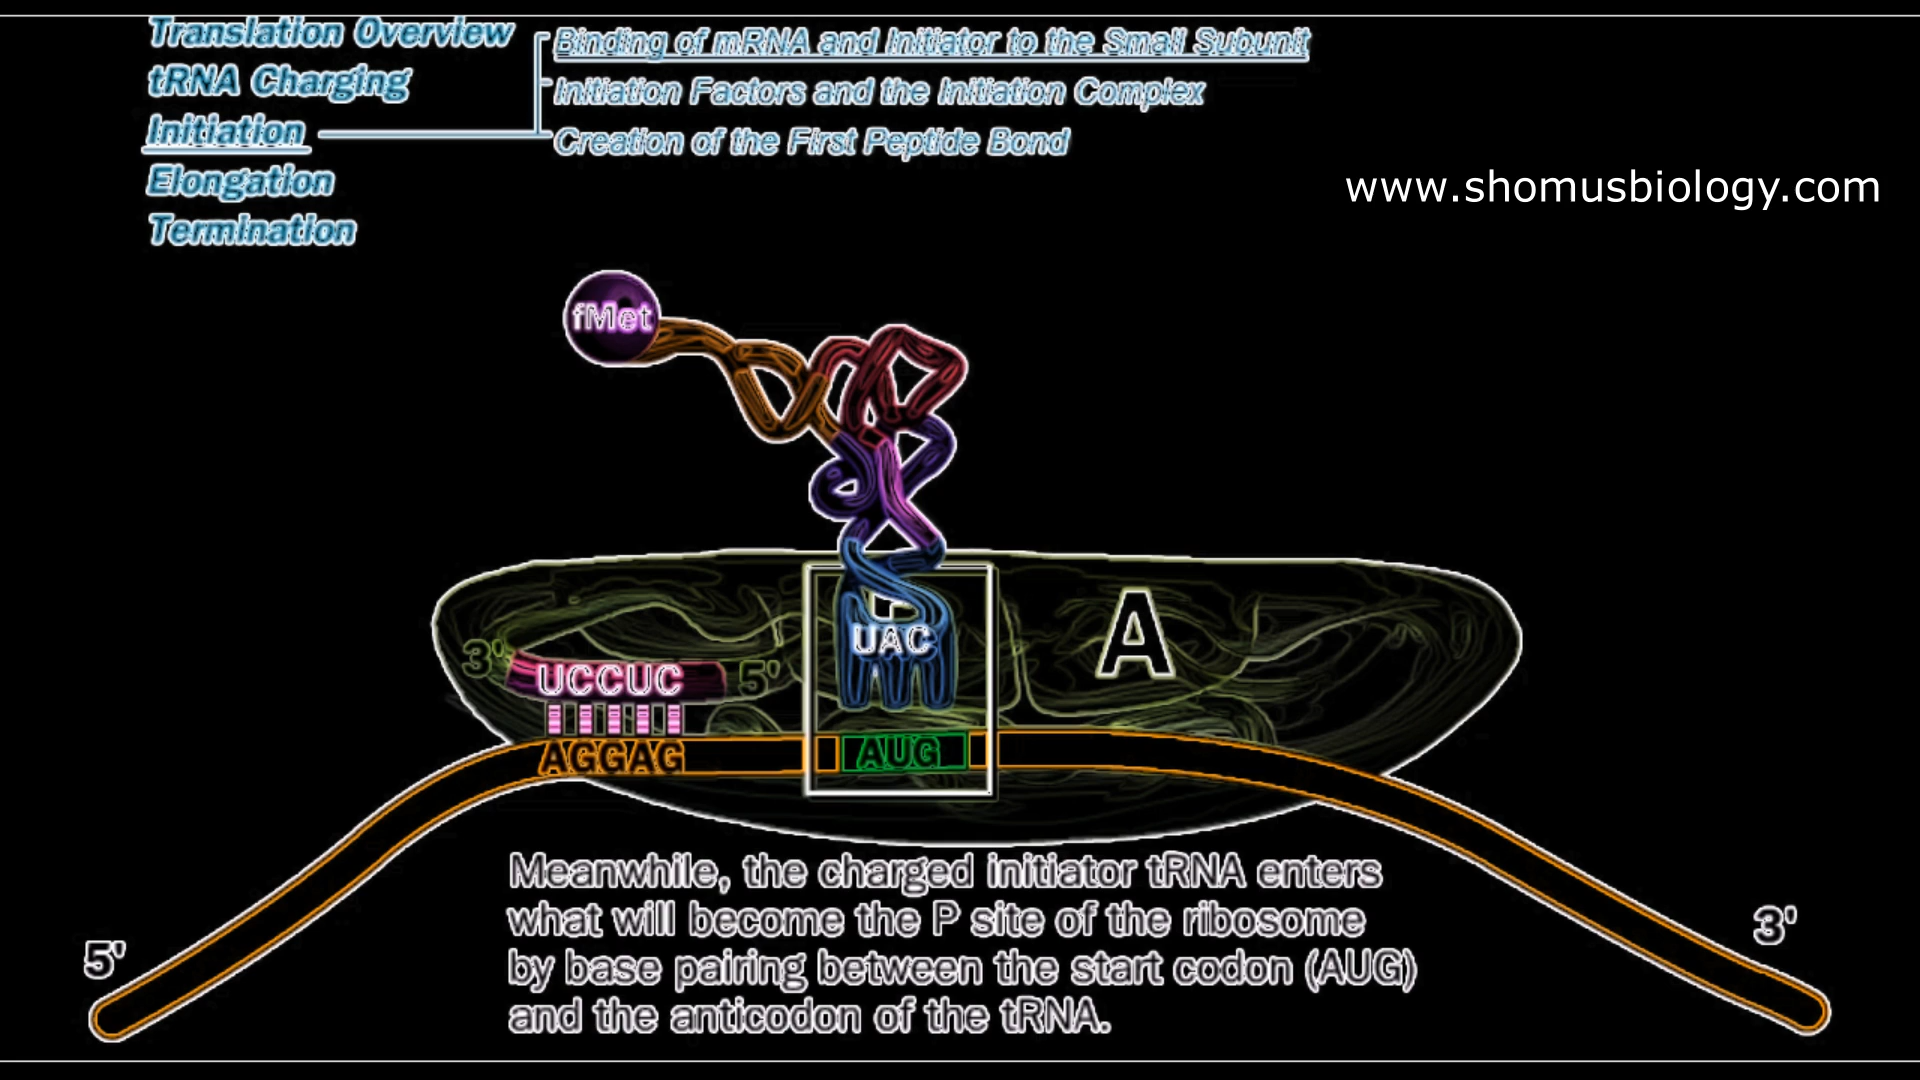 Translation Overview
tRNA Charging
Initiation
Elongation
Termination
Binding of mRNA and Initiator to the Small Subunit
Initiation Factors and the Initiation Complex
Creation of the First Peptide Bond
www.shomusbiology.com
fMet
UAC
A
3'
UCCUC
5'
AGGAG
AUG
5'
3'
Meanwhile, the charged initiator tRNA enters
what will become the P site of the ribosome
by base pairing between the start codon (AUG)
and the anticodon of the tRNA.